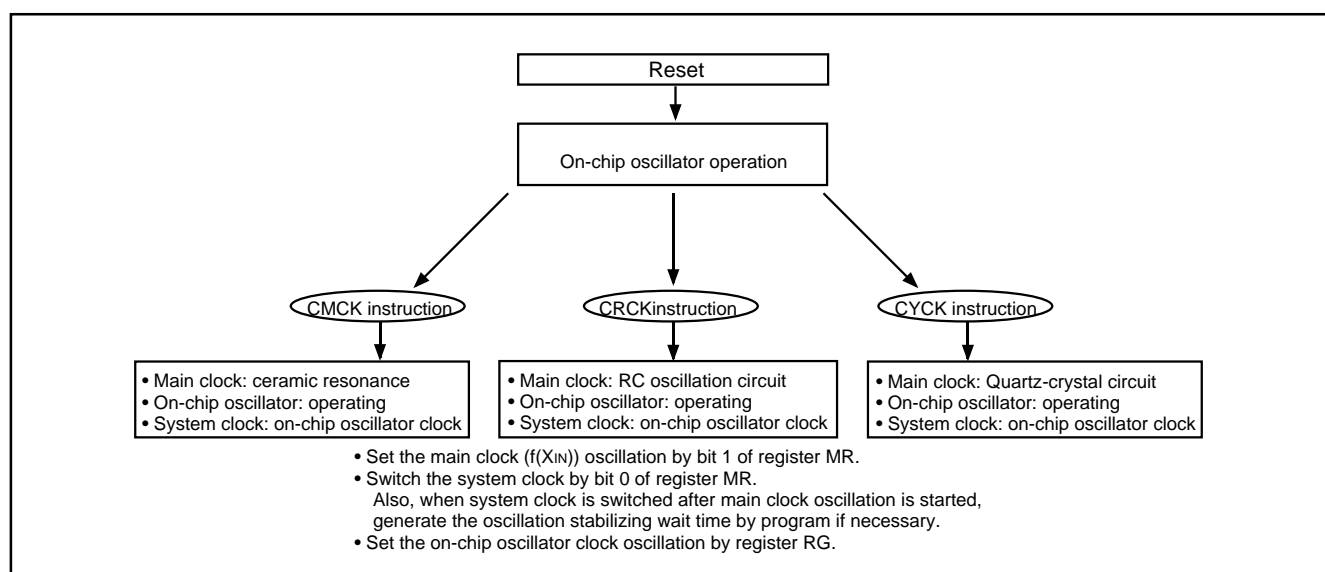 Reset
On-chip oscillator operation
CMCK instruction
CRCKinstruction
CYCK instruction
• Main clock: ceramic resonance
• On-chip oscillator: operating
• System clock: on-chip oscillator clock
• Main clock: RC oscillation circuit
• On-chip oscillator: operating
• System clock: on-chip oscillator clock
• Main clock: Quartz-crystal circuit
• On-chip oscillator: operating
• System clock: on-chip oscillator clock
• Set the main clock (f(XIN)) oscillation by bit 1 of register MR.
• Switch the system clock by bit 0 of register MR.
Also, when system clock is switched after main clock oscillation is started,
generate the oscillation stabilizing wait time by program if necessary.
• Set the on-chip oscillator clock oscillation by register RG.